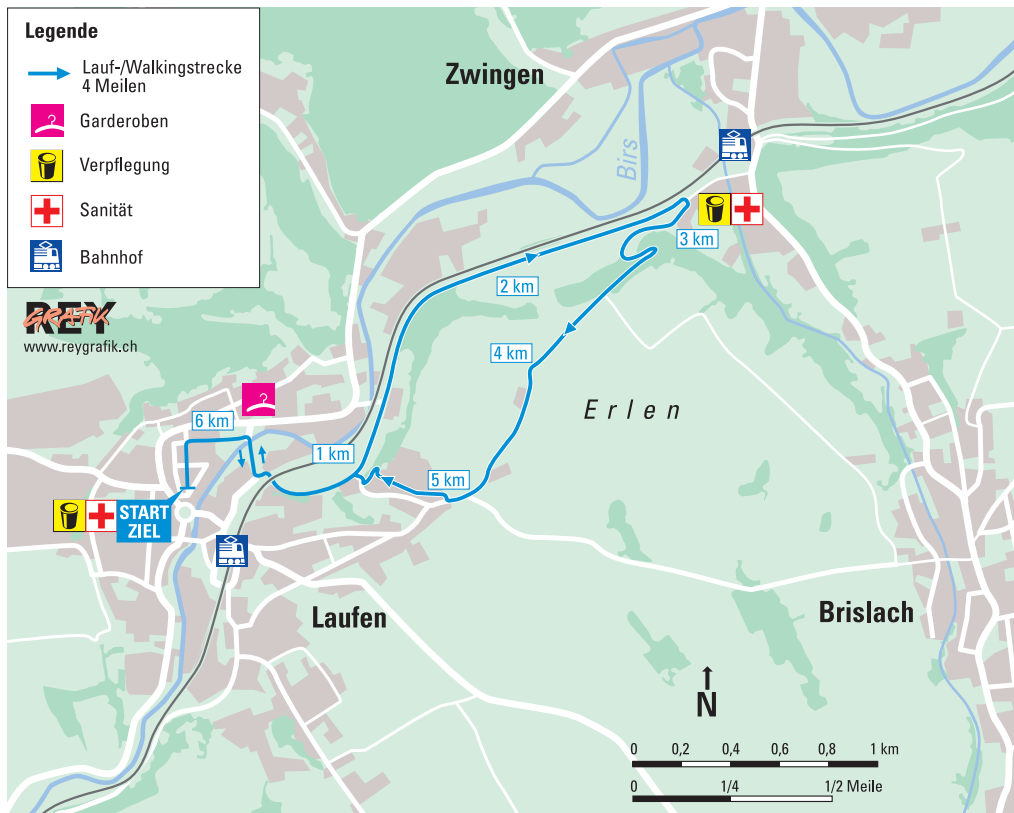 Legende
Lauf-/Walkingstrecke
4 Meilen
Garderoben
Verpflegung
Sanität
Bahnhof
REY
GRAFIK
www.reygrafik.ch
Zwingen
Birs
3 km
2 km
4 km
Erlen
6 km
1 km
5 km
START
ZIEL
Laufen
Brislach
N
0 0,2 0,4 0,6 0,8 1 km
0 1/4 1/2 Meile